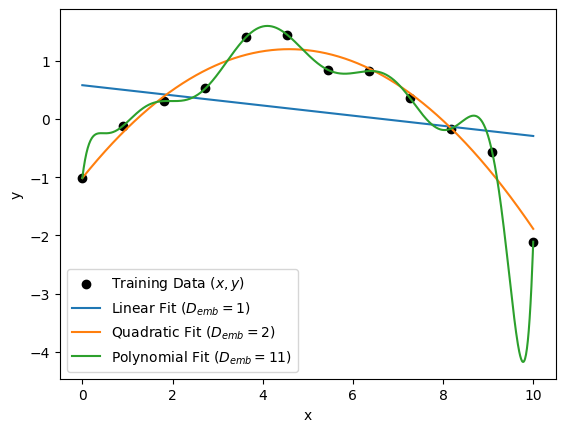 1
0
−1
−2
−3
−4
y
Training Data (x, y)
Linear Fit (D_emb = 1)
Quadratic Fit (D_emb = 2)
Polynomial Fit (D_emb = 11)
0 2 4 6 8 10
x